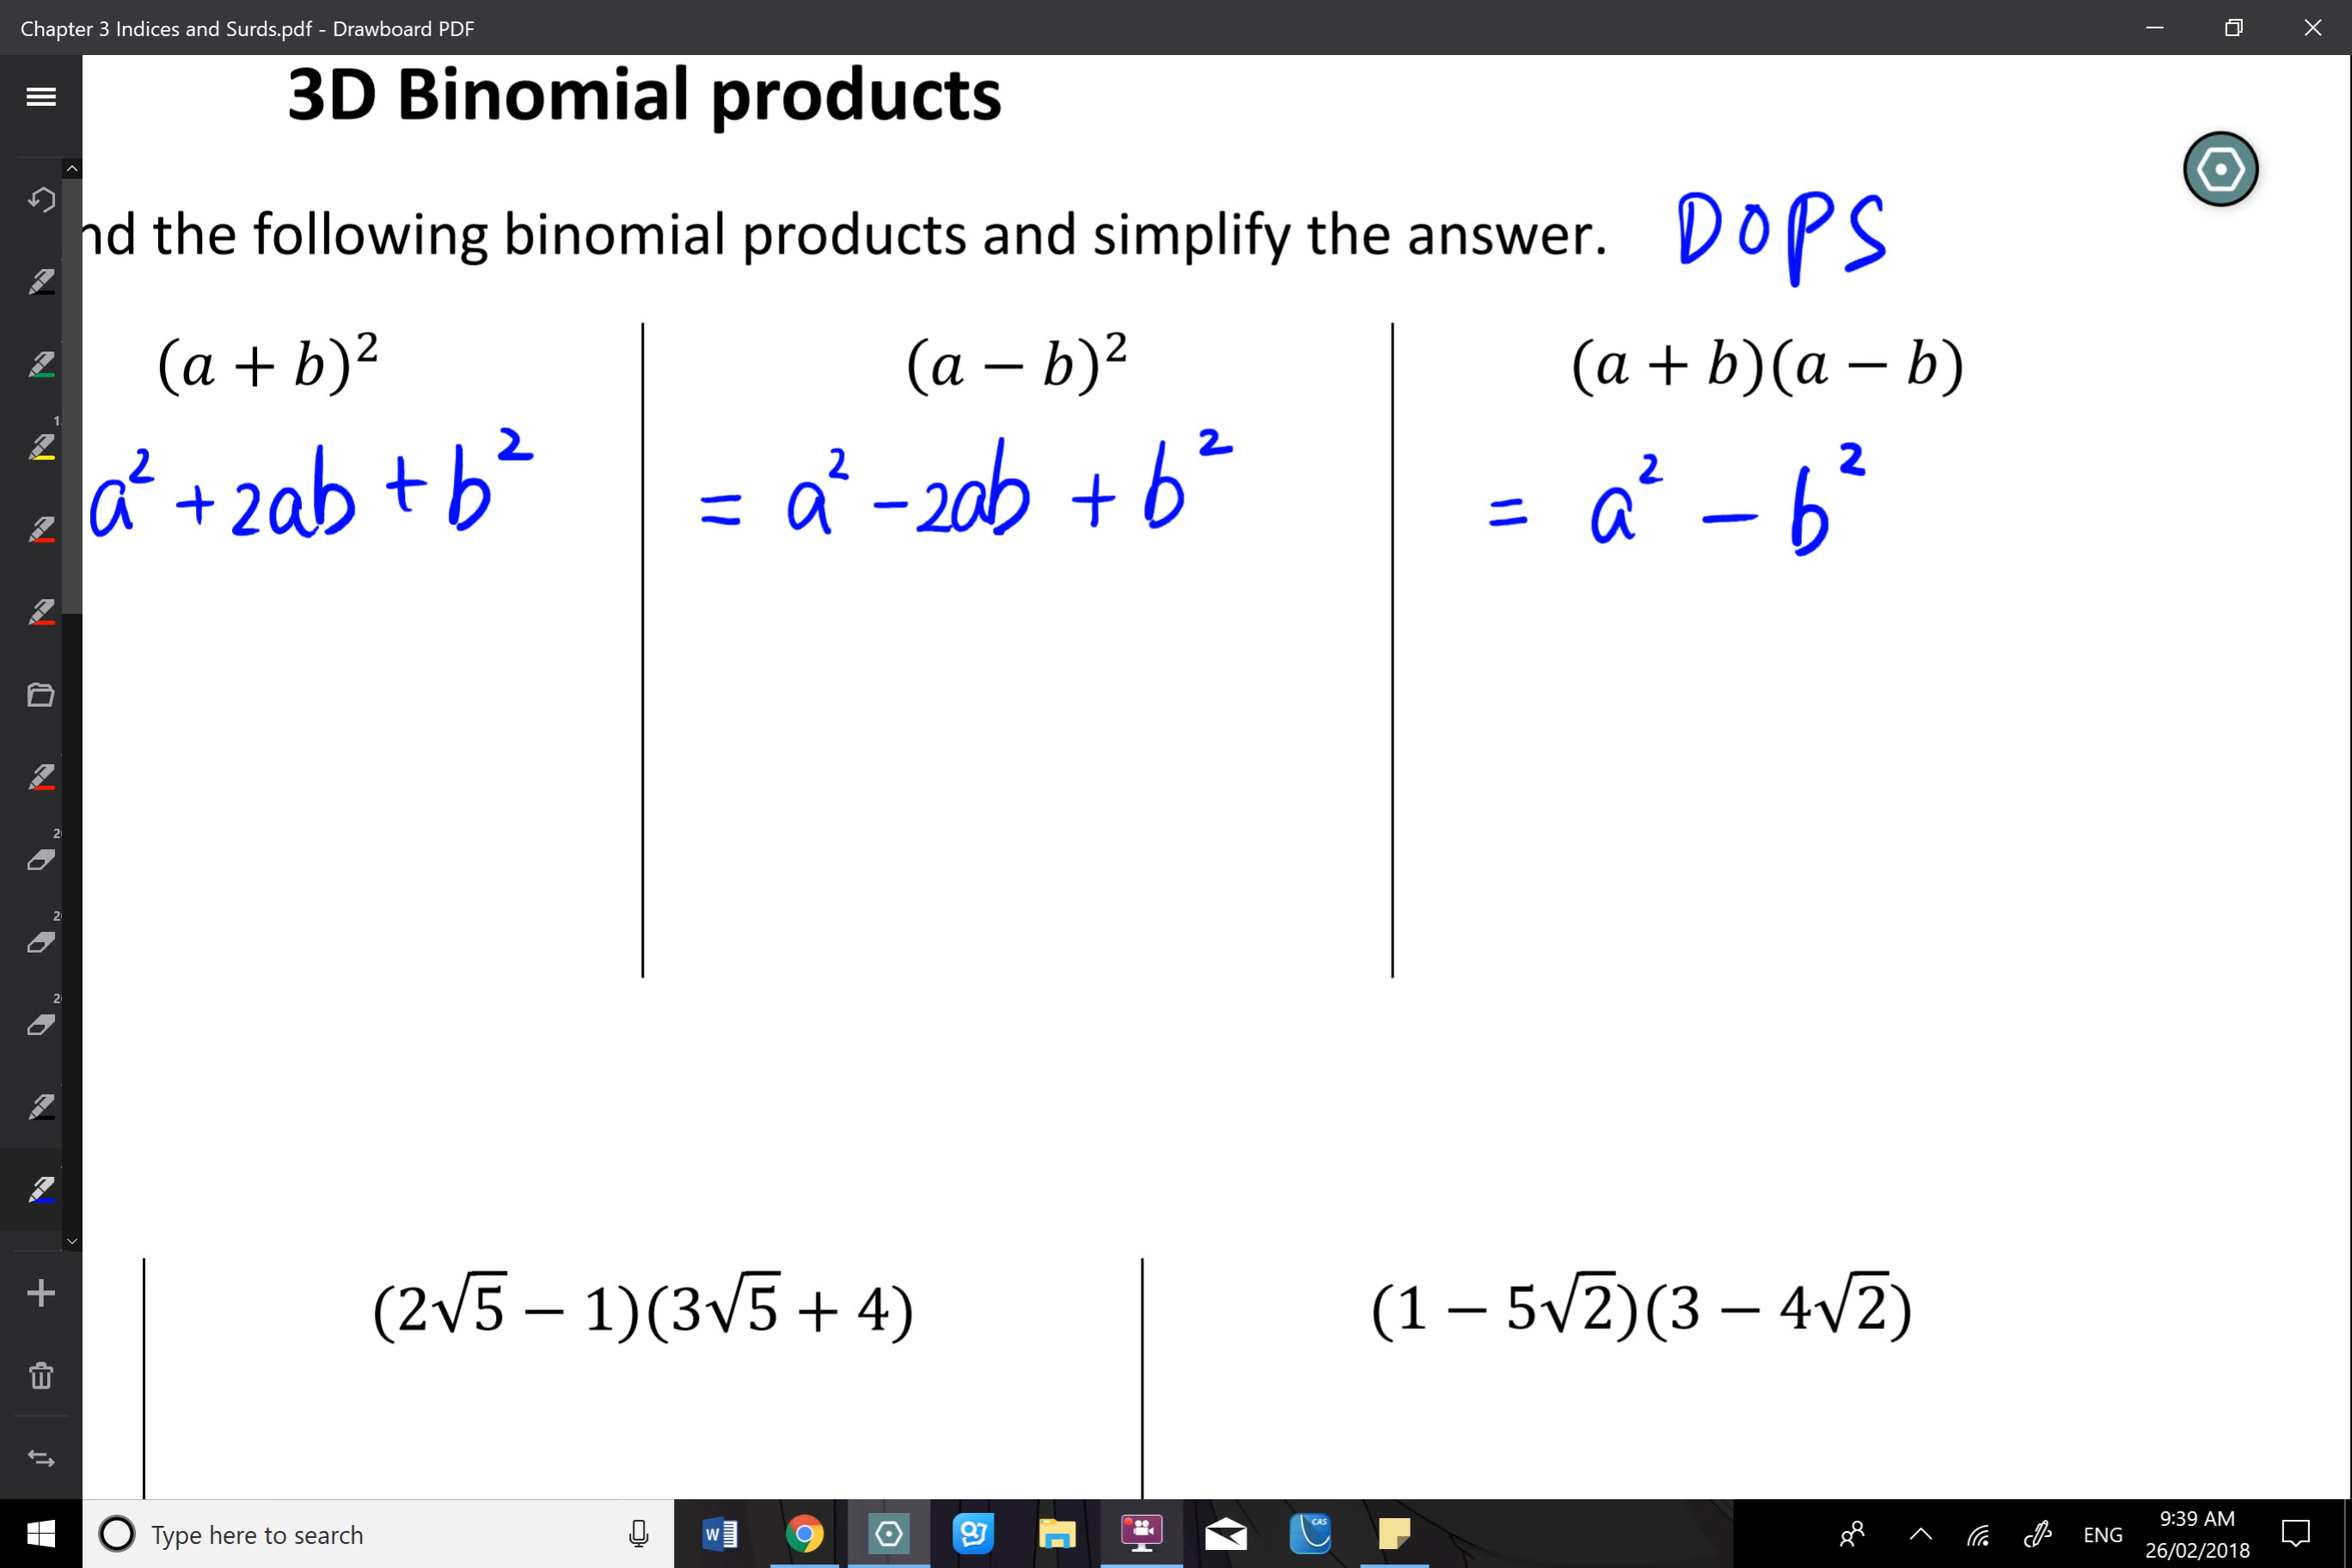 Chapter 3 Indices and Surds.pdf - Drawboard PDF
3D Binomial products
nd the following binomial products and simplify the answer. DOPS
(a + b)² (a − b)² (a + b)(a − b)
a² + 2ab + b² = a² - 2ab + b² = a² - b²
(2√5 − 1)(3√5 + 4) (1 − 5√2)(3 − 4√2)
Type here to search
CAS
ENG
9:39 AM
26/02/2018